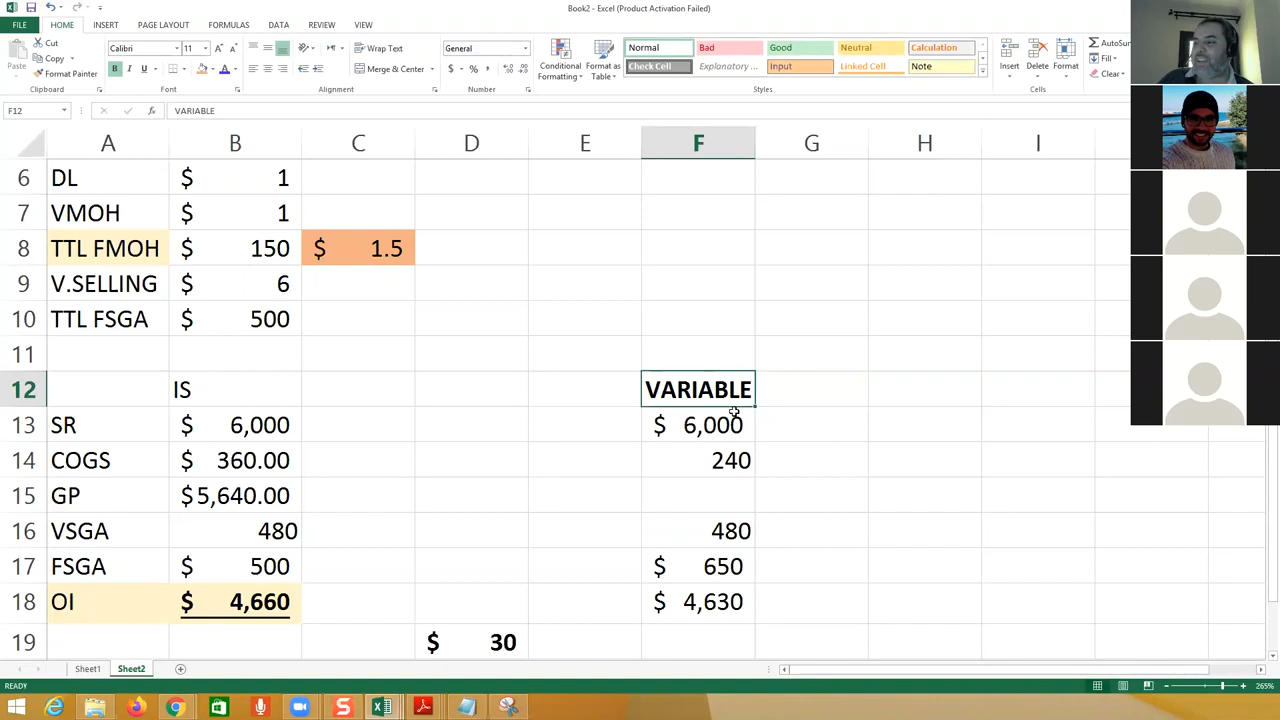 Book2 - Excel (Product Activation Failed)
FILE HOME INSERT PAGE LAYOUT FORMULAS DATA REVIEW VIEW
Cut
Copy
Format Painter
Paste
Clipboard
Calibri 11
B I U
Font
Wrap Text
Merge & Center
Alignment
General
$ %
Number
Conditional Formatting
Format as Table
Normal Bad Good Neutral Calculation
Check Cell Explanatory ... Input Linked Cell Note
Styles
Insert Delete Format
Cells
AutoSum
Fill
Clear
F12 VARIABLE
A B C D E F G H I
6 DL $ 1
7 VMOH $ 1
8 TTL FMOH $ 150 $ 1.5
9 V.SELLING $ 6
10 TTL FSGA $ 500
11
12 IS VARIABLE
13 SR $ 6,000 $ 6,000
14 COGS $ 360.00 240
15 GP $5,640.00
16 VSGA 480 480
17 FSGA $ 500 $ 650
18 OI $ 4,660 $ 4,630
19 $ 30
Sheet1 Sheet2
READY 265%